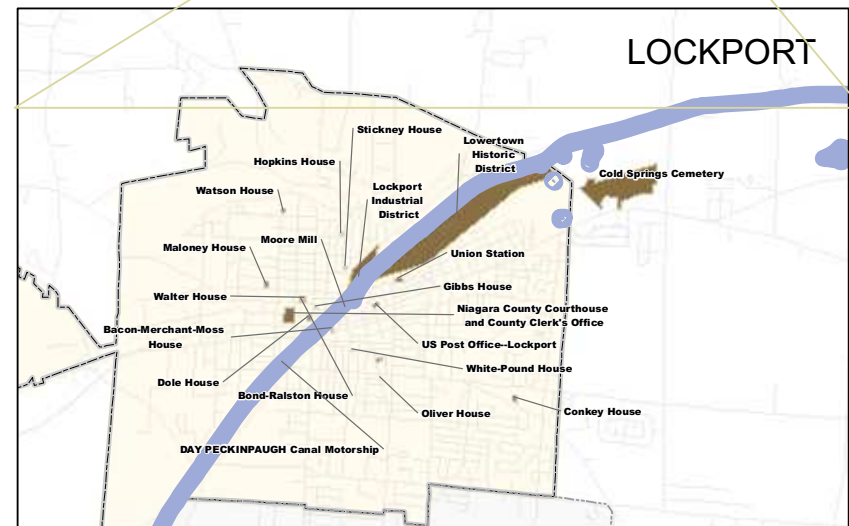 LOCKPORT
Stickney House
Lowertown
Historic
District
Hopkins House
Cold Springs Cemetery
Watson House
Lockport
Industrial
District
Moore Mill
Maloney House
Union Station
Gibbs House
Walter House
Niagara County Courthouse
and County Clerk's Office
Bacon-Merchant-Moss
House
US Post Office--Lockport
White-Pound House
Dole House
Bond-Ralston House
Oliver House
Conkey House
DAY PECKINPAUGH Canal Motorship